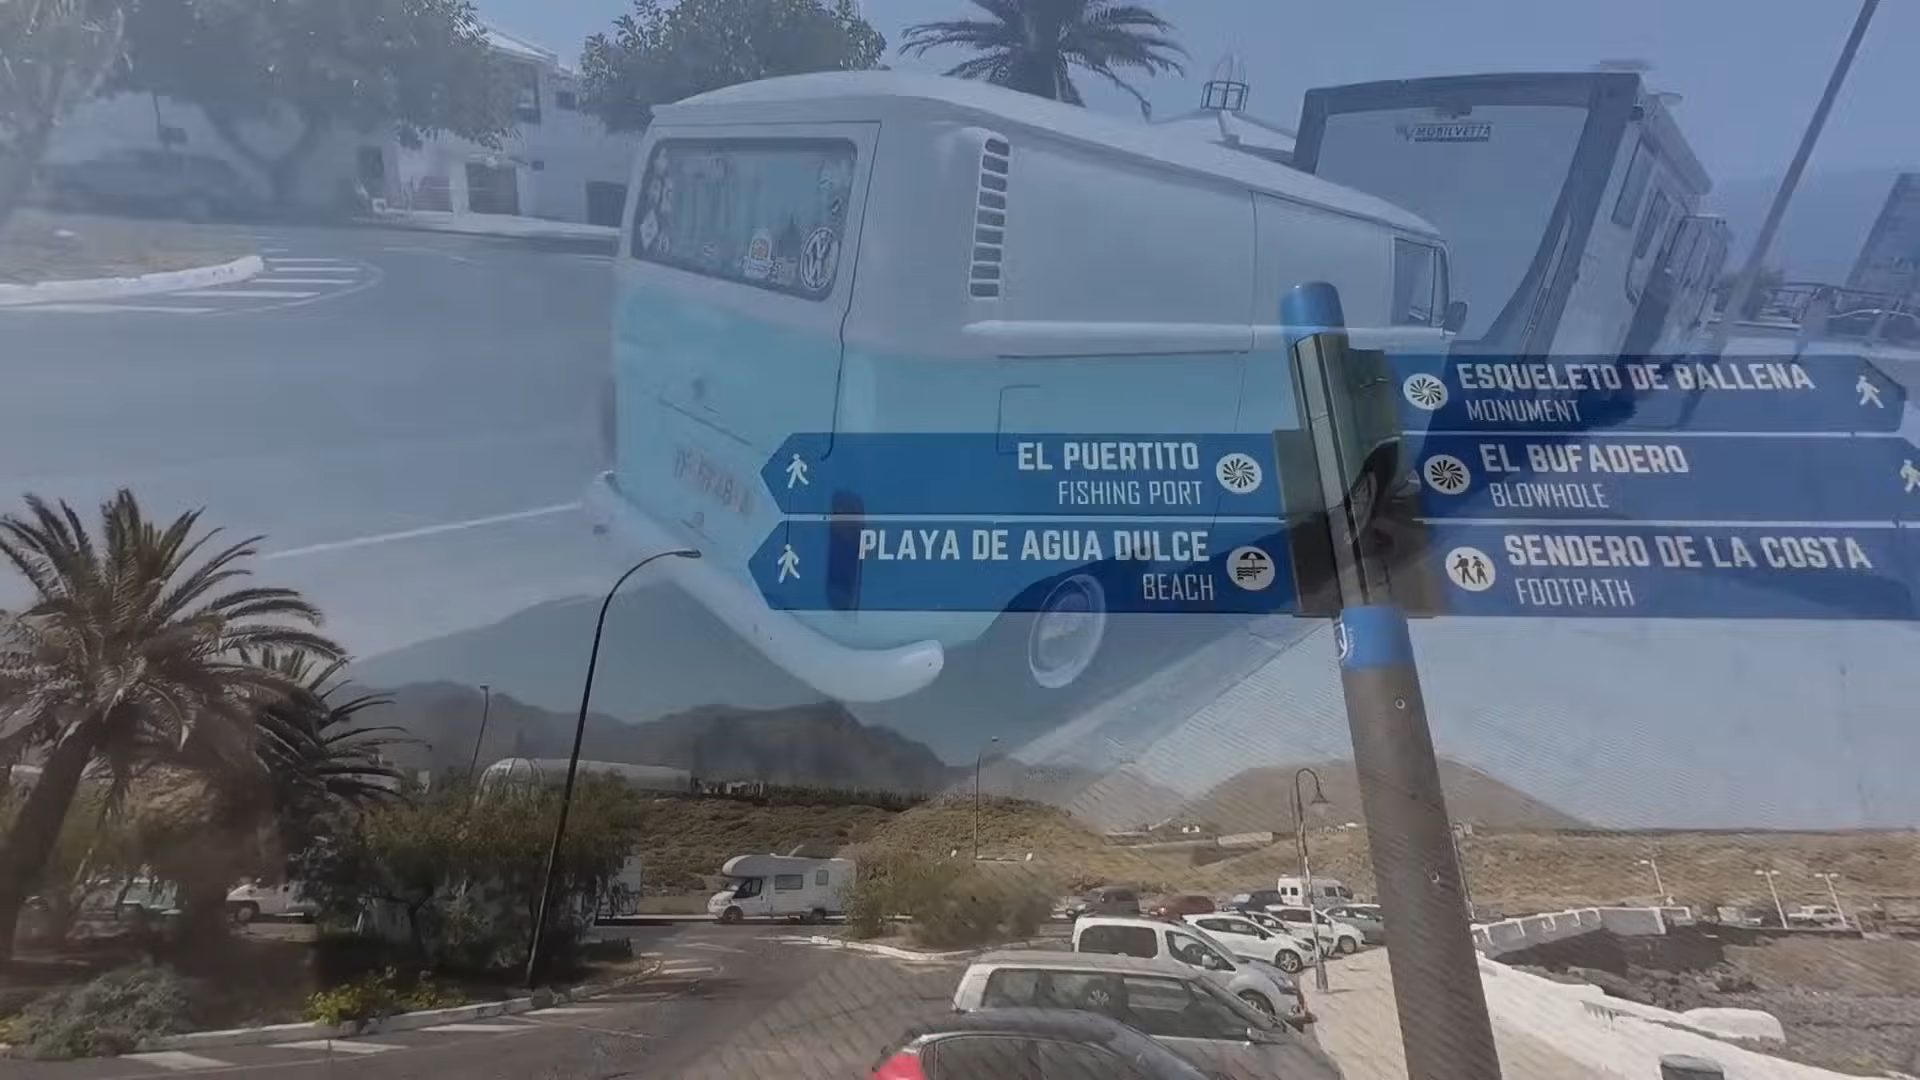 MOBILVETTA
ESQUELETO DE BALLENA
MONUMENT
EL PUERTITO
FISHING PORT
EL BUFADERO
BLOWHOLE
PLAYA DE AGUA DULCE
BEACH
SENDERO DE LA COSTA
FOOTPATH